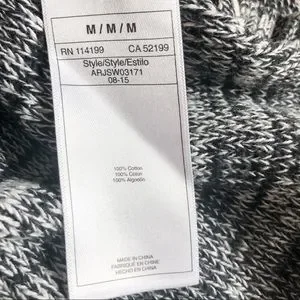 M / M / M
RN 114199 CA 52199
Style/Style/Estilo
ARJSW03171
08-15
100% Cotton
100% Coton
100% Algodón
MADE IN CHINA
FABRIQUÉ EN CHINE
HECHO EN CHINA